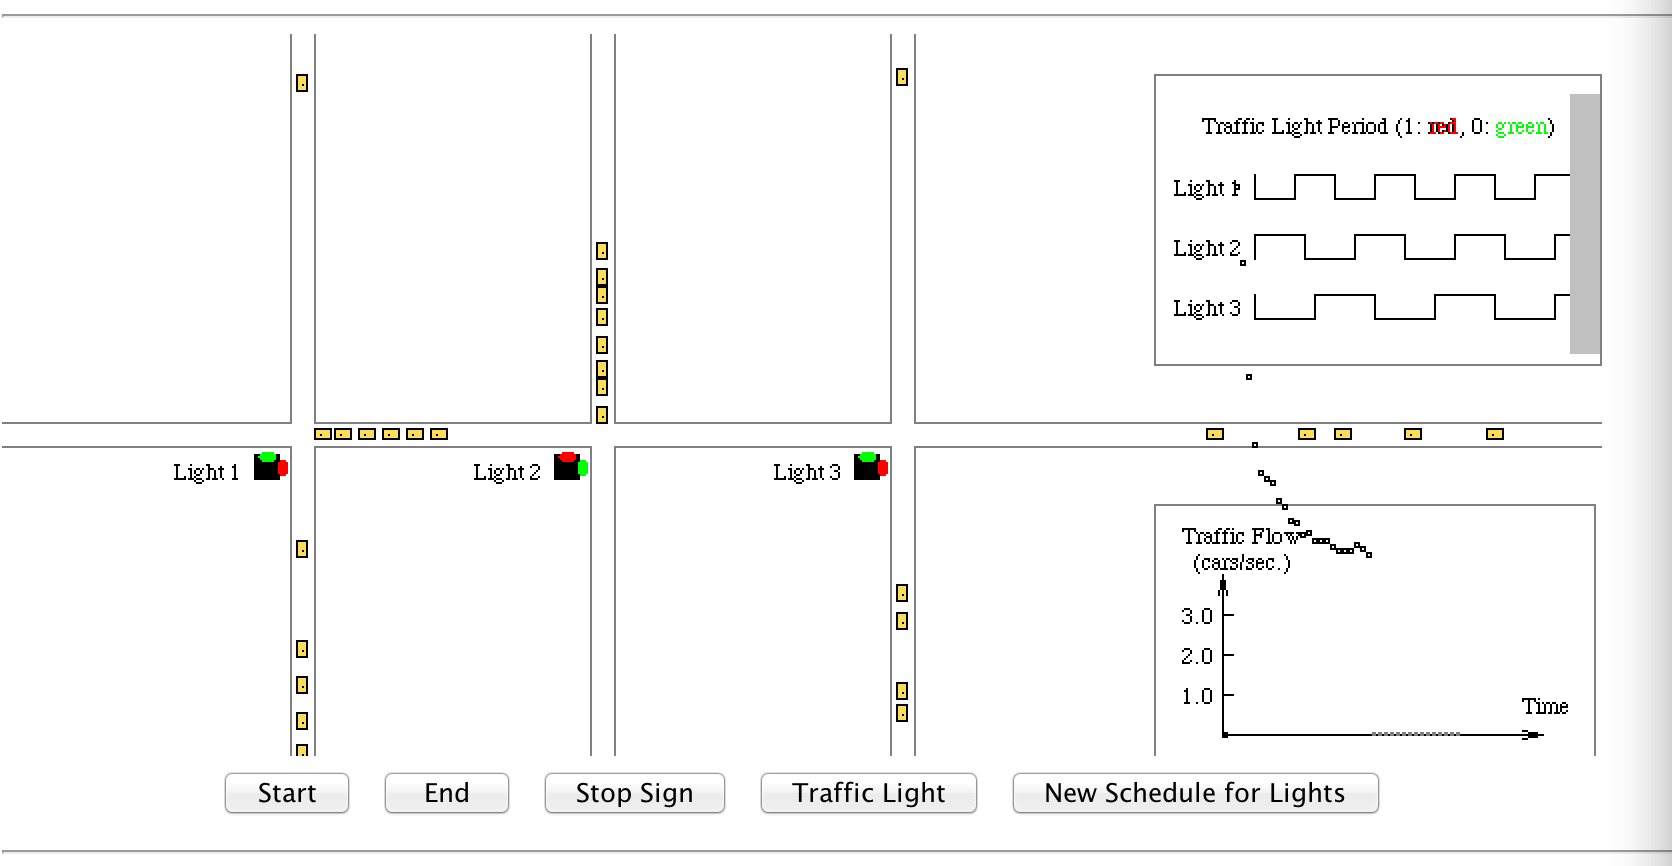 Traffic Light Period (1: red, 0: green)
Light 1
Light 2
Light 3
Light 1
Light 2
Light 3
Traffic Flow
(cars/sec.)
3.0
2.0
1.0
Time
Start
End
Stop Sign
Traffic Light
New Schedule for Lights